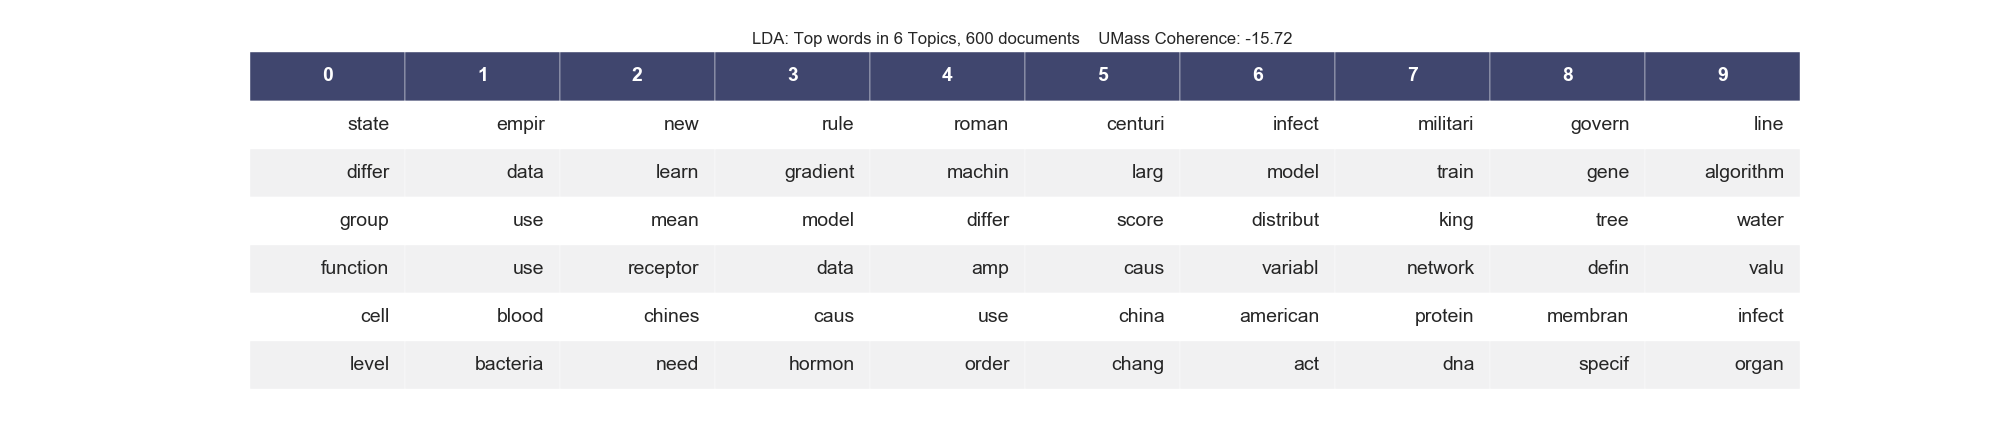 LDA: Top words in 6 Topics, 600 documents    UMass Coherence: -15.72
0 1 2 3 4 5 6 7 8 9
state empir new rule roman centuri infect militari govern line
differ data learn gradient machin larg model train gene algorithm
group use mean model differ score distribut king tree water
function use receptor data amp caus variabl network defin valu
cell blood chines caus use china american protein membran infect
level bacteria need hormon order chang act dna specif organ